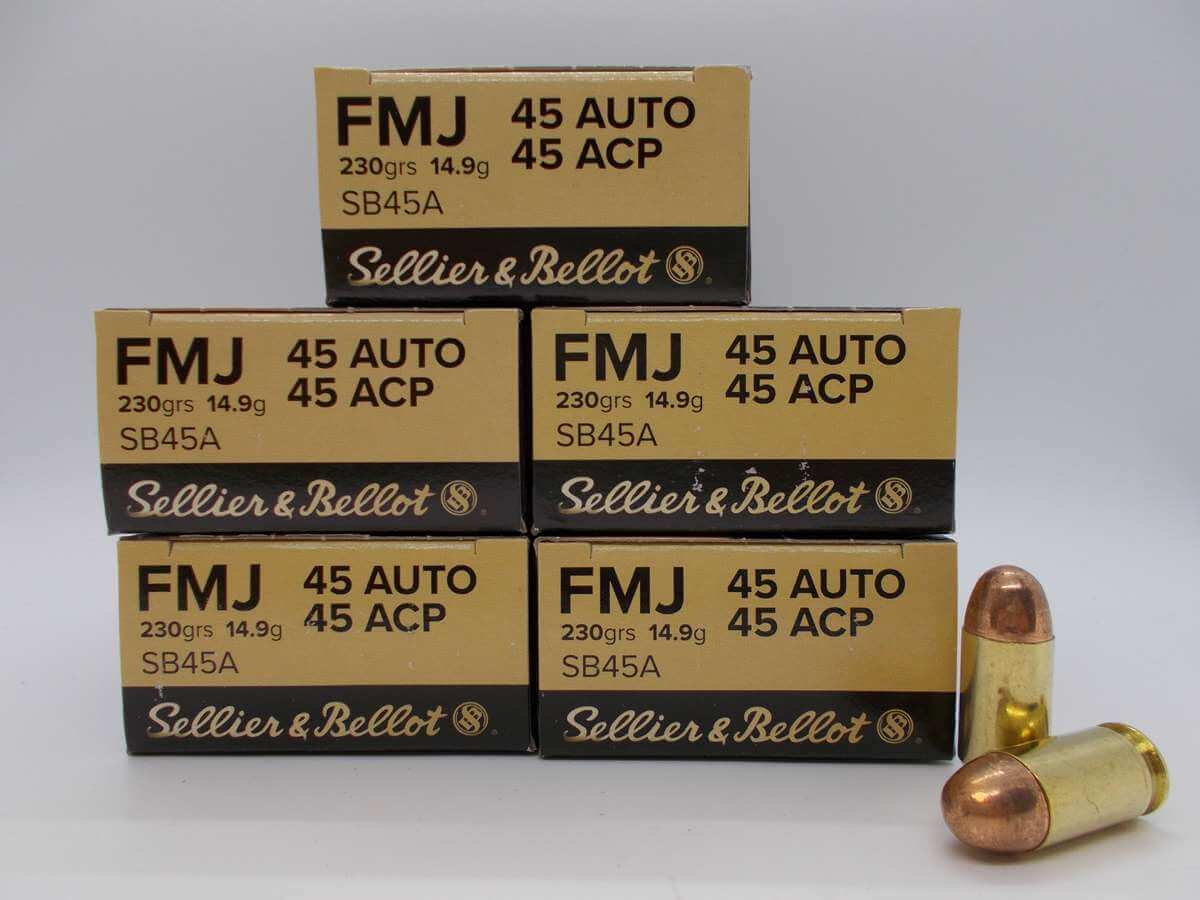 FMJ 45 AUTO
45 ACP
230grs 14.9g
SB45A
Sellier & Bellot
FMJ 45 AUTO
45 ACP
230grs 14.9g
SB45A
Sellier & Bellot
FMJ 45 AUTO
45 ACP
230grs 14.9g
SB45A
Sellier & Bellot
FMJ 45 AUTO
45 ACP
230grs 14.9g
SB45A
Sellier & Bellot
FMJ 45 AUTO
45 ACP
230grs 14.9g
SB45A
Sellier & Bellot